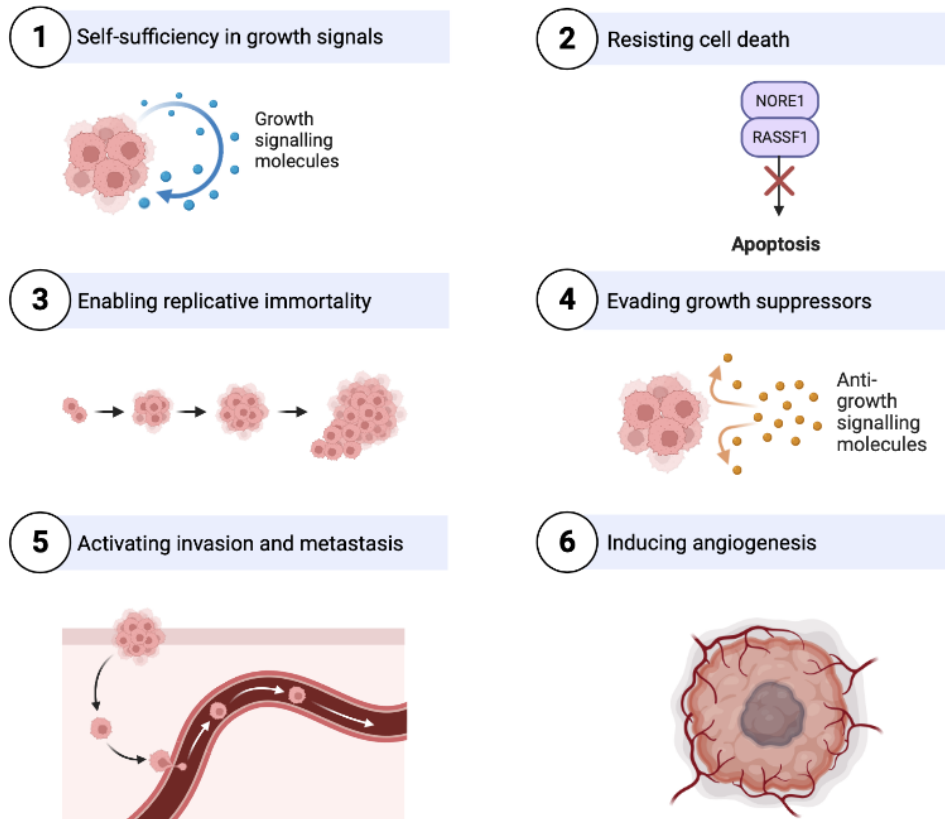 1 Self-sufficiency in growth signals
Growth
signalling
molecules
2 Resisting cell death
NORE1
RASSF1
Apoptosis
3 Enabling replicative immortality
4 Evading growth suppressors
Anti-
growth
signalling
molecules
5 Activating invasion and metastasis
6 Inducing angiogenesis